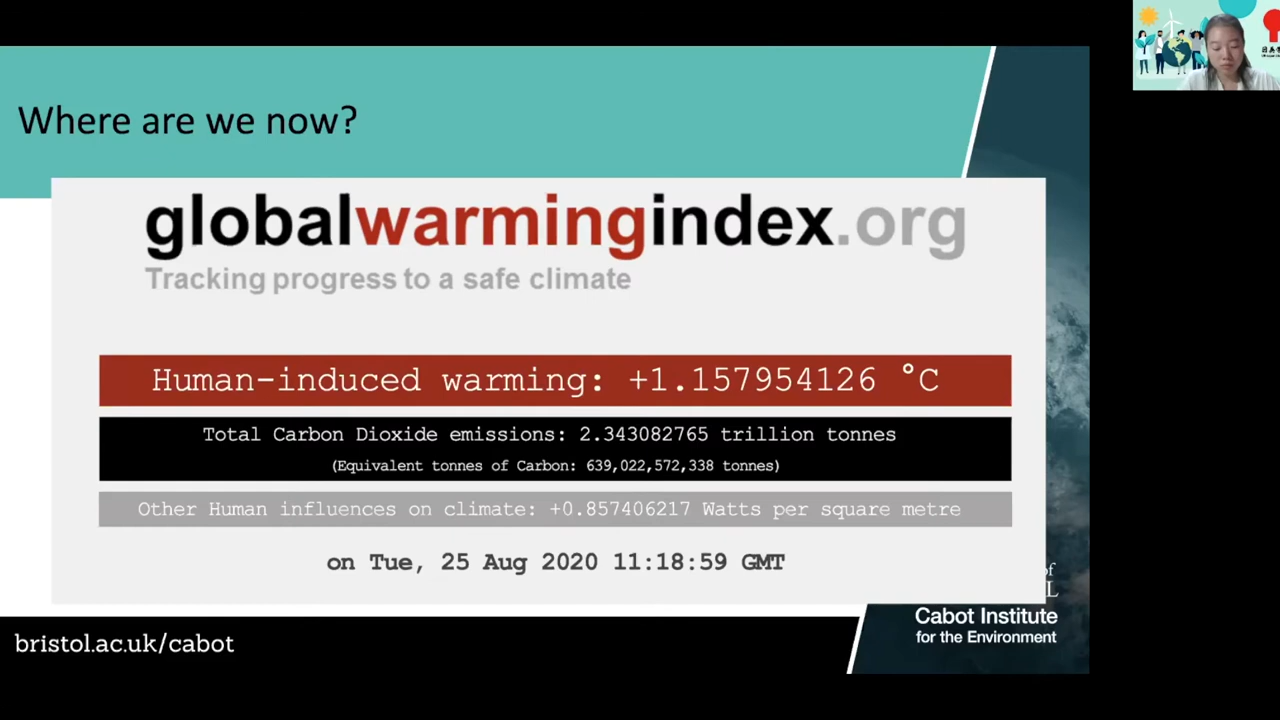 Where are we now?
globalwarmingindex.org
Tracking progress to a safe climate
Human-induced warming: +1.157954126 °C
Total Carbon Dioxide emissions: 2.343082765 trillion tonnes
(Equivalent tonnes of Carbon: 639,022,572,338 tonnes)
Other Human influences on climate: +0.857406217 Watts per square metre
on Tue, 25 Aug 2020 11:18:59 GMT
of
L
Cabot Institute
for the Environment
bristol.ac.uk/cabot